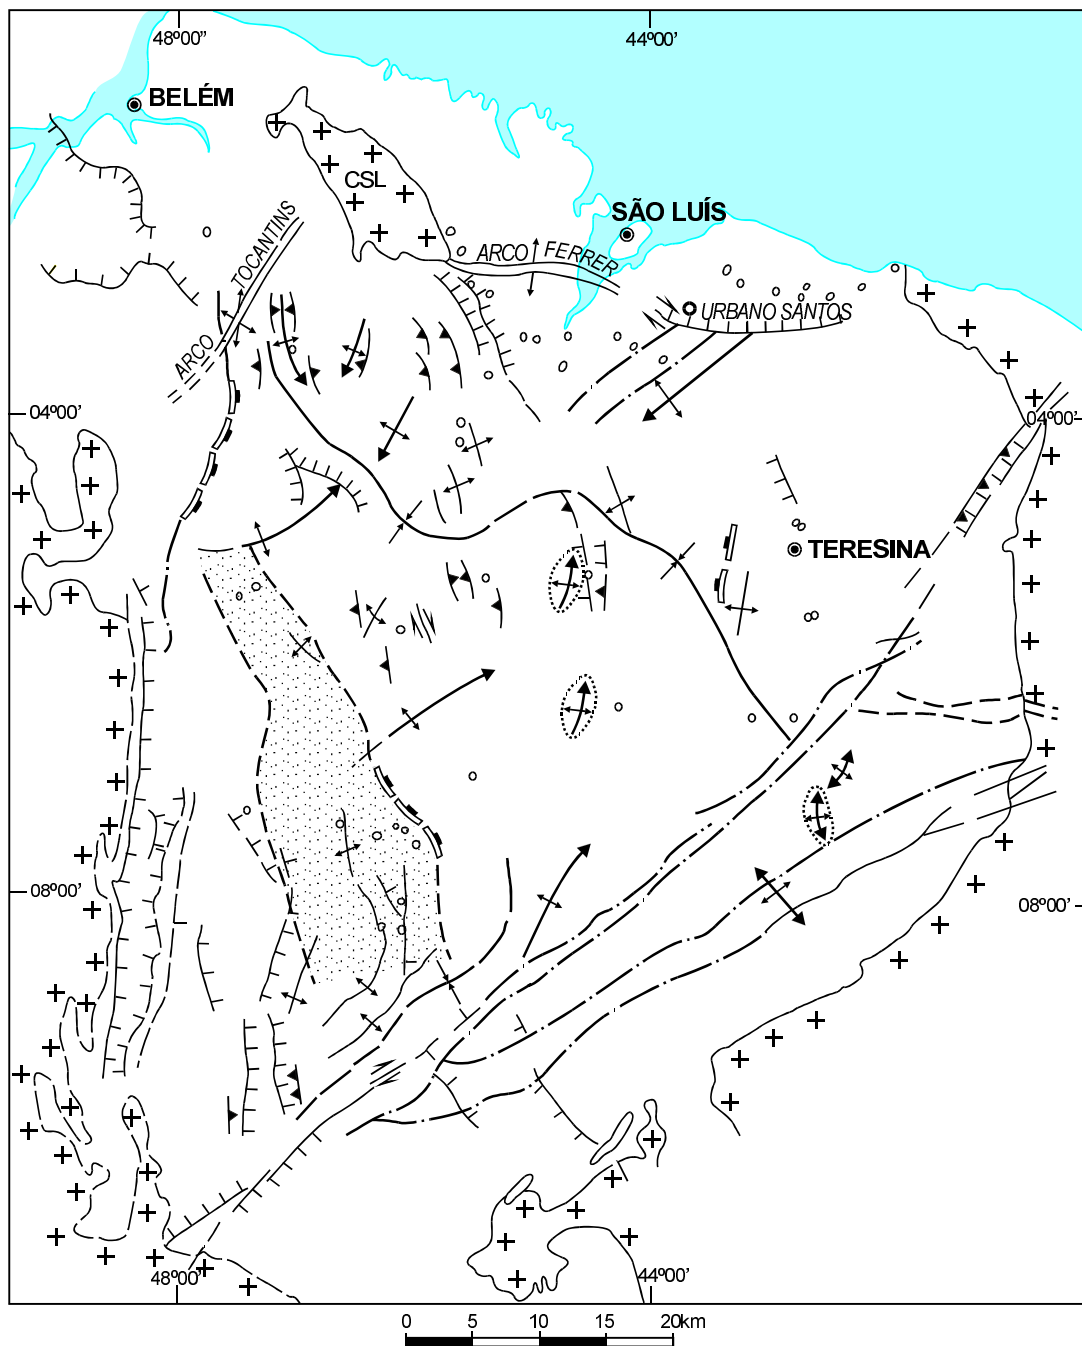 48º00"
44º00'
BELÉM
CSL
SÃO LUÍS
ARCO TOCANTINS
ARCO FERRER
URBANO SANTOS
04º00'
04º00'
TERESINA
08º00'
08º00'
48º00'
44º00'
0 5 10 15 20km